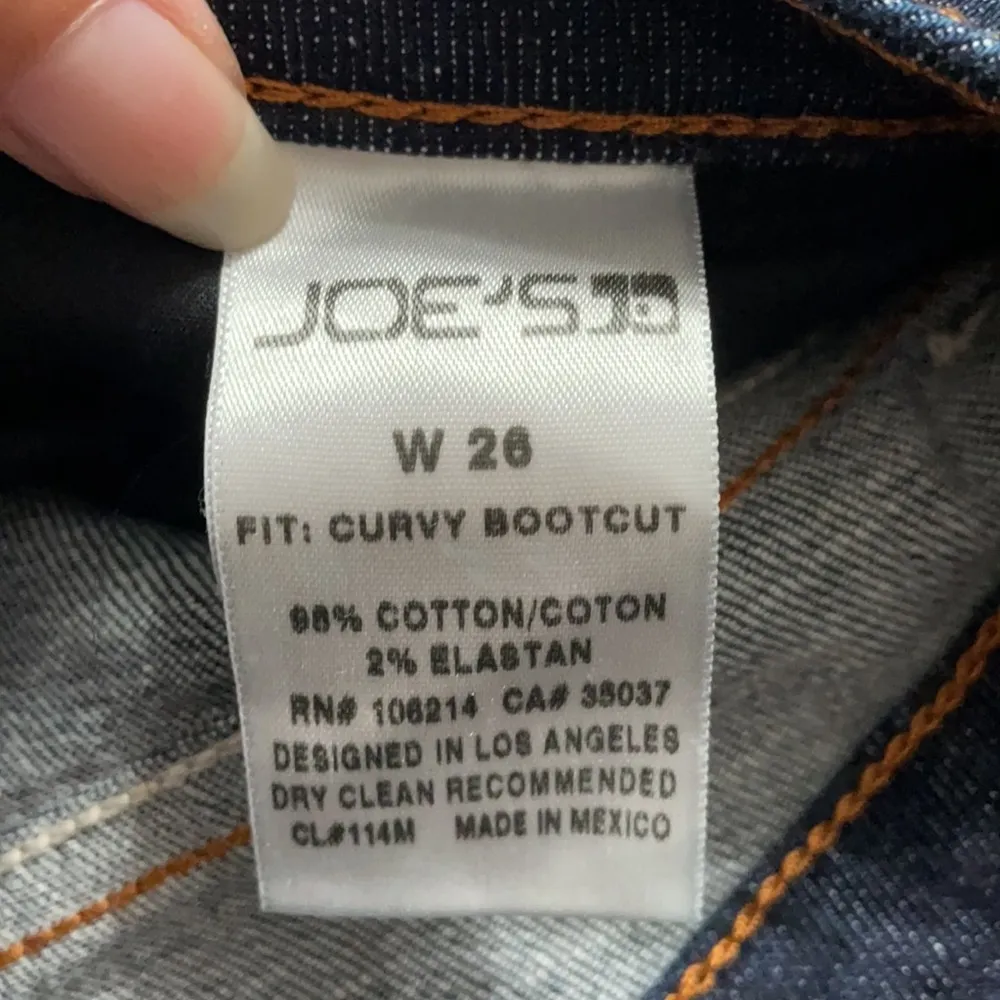 JOE'S
W 26
FIT: CURVY BOOTCUT
98% COTTON/COTON
2% ELASTAN
RN# 106214 CA# 35037
DESIGNED IN LOS ANGELES
DRY CLEAN RECOMMENDED
CL#114M MADE IN MEXICO